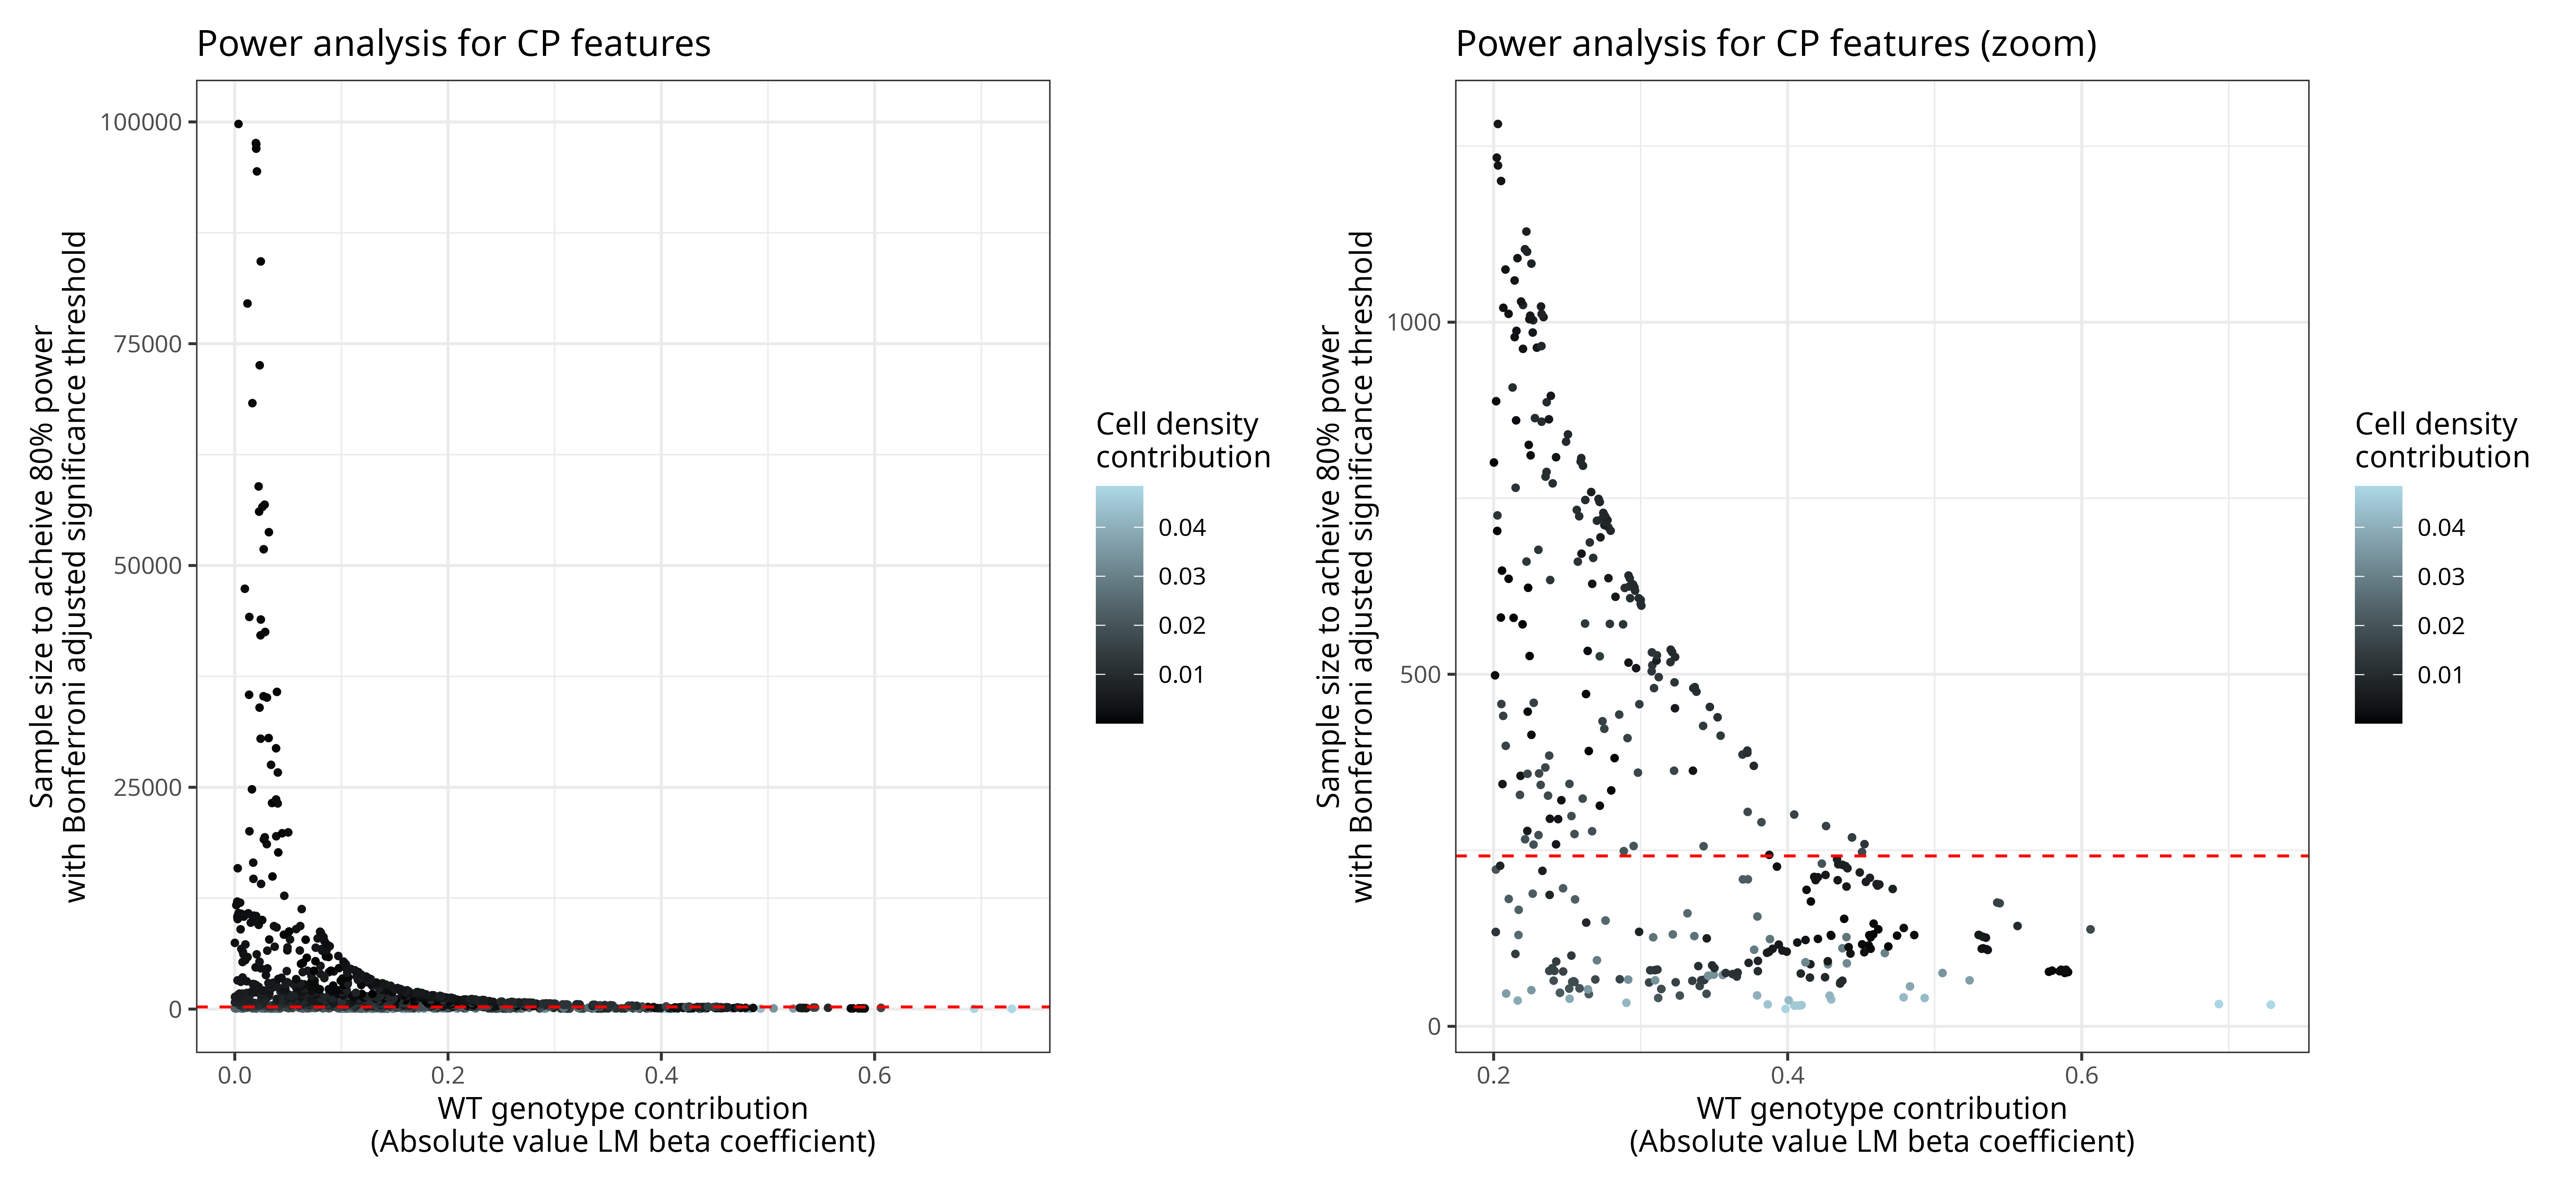 Power analysis for CP features
Sample size to acheive 80% power
with Bonferroni adjusted significance threshold
100000
75000
50000
25000
0
0.0
0.2
0.4
0.6
WT genotype contribution
(Absolute value LM beta coefficient)
Cell density
contribution
0.04
0.03
0.02
0.01
Power analysis for CP features (zoom)
Sample size to acheive 80% power
with Bonferroni adjusted significance threshold
1000
500
0
0.2
0.4
0.6
WT genotype contribution
(Absolute value LM beta coefficient)
Cell density
contribution
0.04
0.03
0.02
0.01